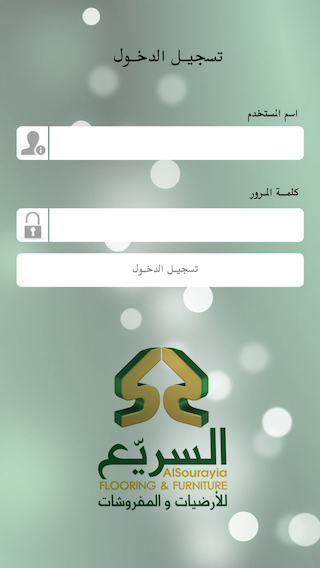 تسجيل الدخول
اسم المستخدم
كلمة المرور
تسجيل الدخول
السريّع
AlSourayia
FLOORING & FURNITURE
للأرضيات و المفروشات